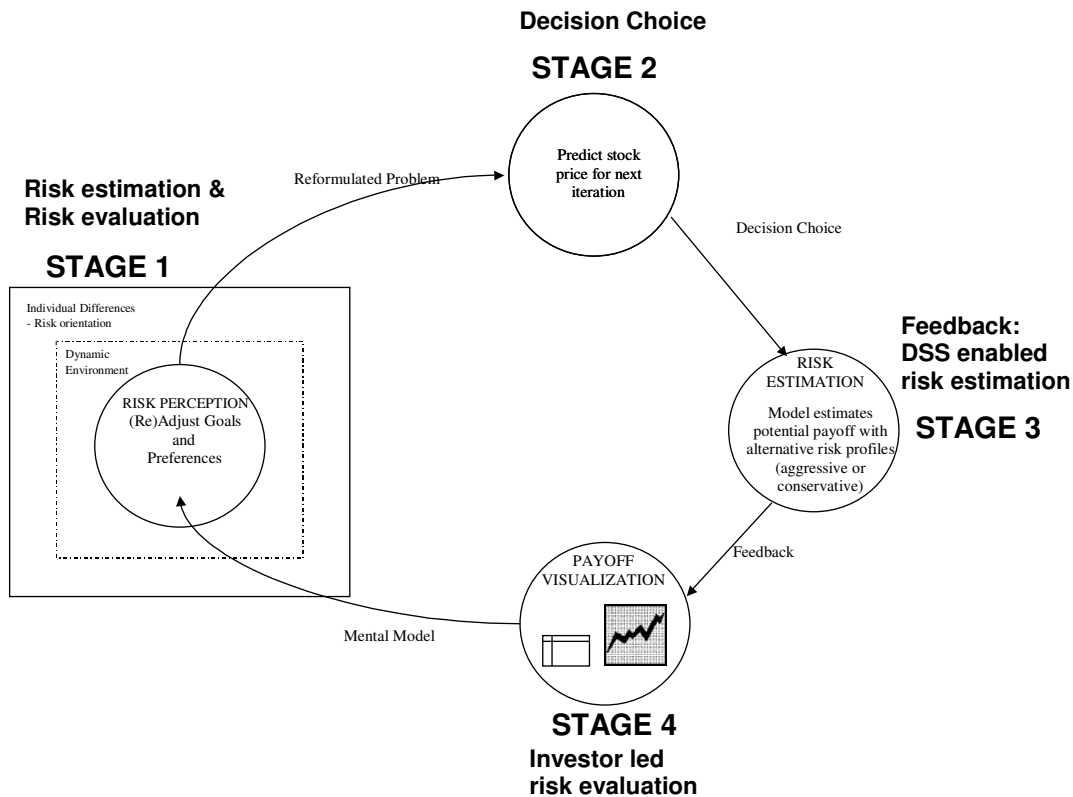 Decision Choice
STAGE 2
Predict stock
price for next
iteration
Reformulated Problem
Risk estimation &
Risk evaluation
STAGE 1
Individual Differences
- Risk orientation
Dynamic
Environment
RISK PERCEPTION
(Re)Adjust Goals
and
Preferences
Decision Choice
Feedback:
DSS enabled
risk estimation
STAGE 3
RISK
ESTIMATION
Model estimates
potential payoff with
alternative risk profiles
(aggressive or
conservative)
Feedback
PAYOFF
VISUALIZATION
Mental Model
STAGE 4
Investor led
risk evaluation